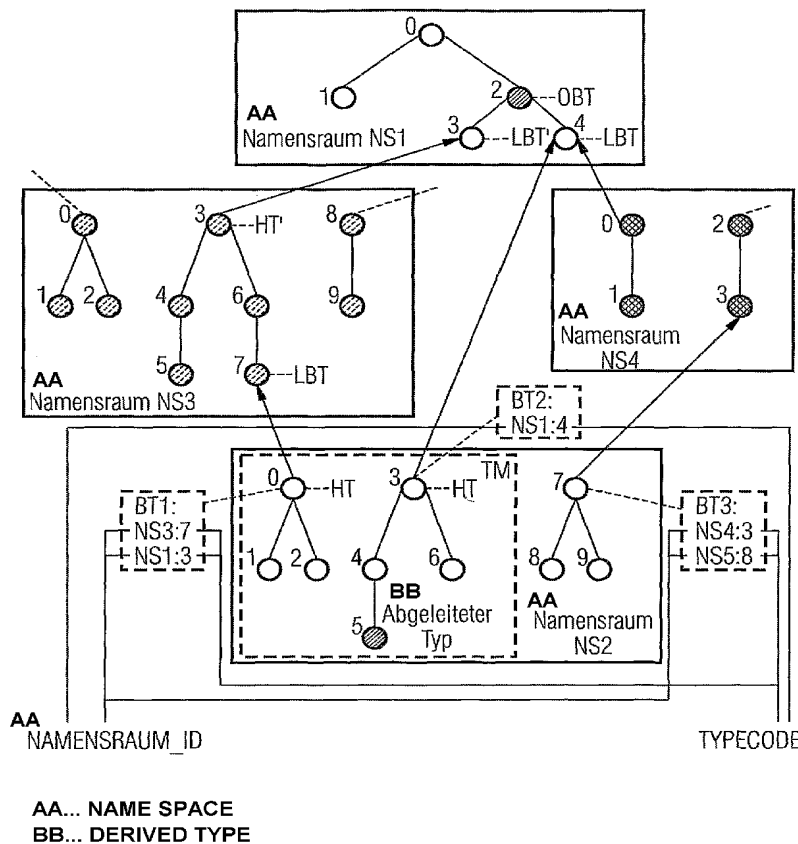 0
1
2 OBT
AA
3 LBT' 4 LBT
Namensraum NS1
0 3 HT' 8
0 2
1 2 4 6 9
1 3
AA
Namensraum
NS4
5 7 LBT
AA
Namensraum NS3
BT2:
NS1:4
TM
0 HT 3 HT 7
BT1:
NS3:7
NS1:3
BT3:
NS4:3
NS5:8
1 2 4 6 8 9
BB
Abgeleiteter
Typ
5
AA
Namensraum
NS2
AA
NAMENSRAUM_ID
TYPECODE
AA... NAME SPACE
BB... DERIVED TYPE